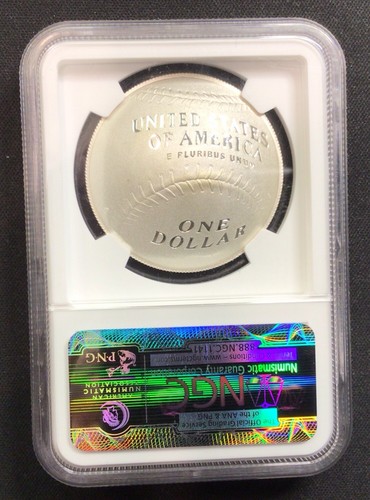 UNITED STATES
OF AMERICA
E PLURIBUS UNUM
ONE
DOLLAR
PNG
AMERICAN
NUMISMATIC
ASSOCIATION
NGC
Numismatic Guaranty
Official Grading Service
of the ANA & PNG